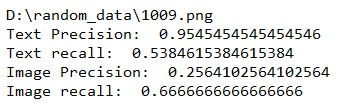 D:\random_data\1009.png
Text Precision:  0.9545454545454546
Text recall:  0.5384615384615384
Image Precision:  0.2564102564102564
Image recall:  0.6666666666666666